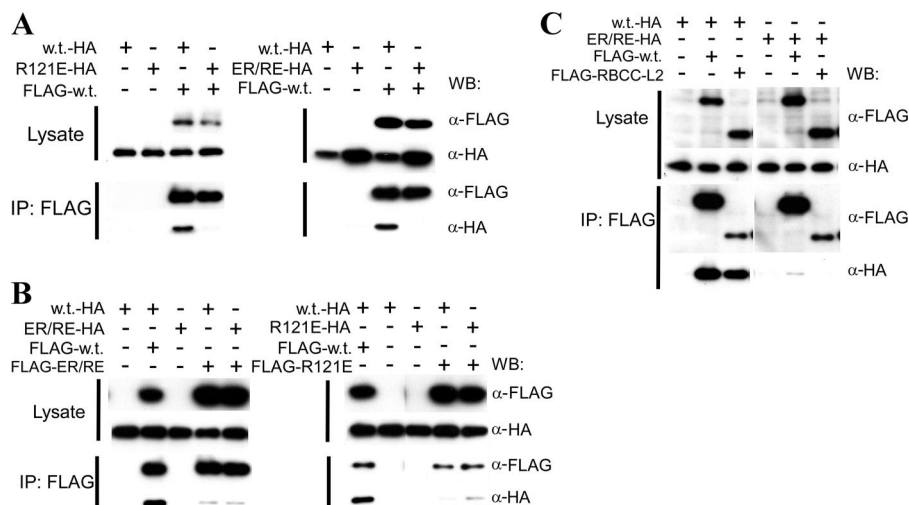 A
w.t.-HA + - + - w.t.-HA + - + -
R121E-HA - + - + ER/RE-HA - + - +
FLAG-w.t. - - + + FLAG-w.t. - - + + WB:
Lysate
α-FLAG
α-HA
IP: FLAG
α-FLAG
α-HA
B
w.t.-HA + + - + - w.t.-HA + + - + -
ER/RE-HA - - + - + R121E-HA - - + - +
FLAG-w.t. - + - - - FLAG-w.t. + - - - -
FLAG-ER/RE - - - + + FLAG-R121E - - - + + WB:
Lysate
α-FLAG
α-HA
IP: FLAG
α-FLAG
α-HA
C
w.t.-HA + + + - - -
ER/RE-HA - - - + + +
FLAG-w.t. - + - - + -
FLAG-RBCC-L2 - - + - - + WB:
Lysate
α-FLAG
α-HA
IP: FLAG
α-FLAG
α-HA